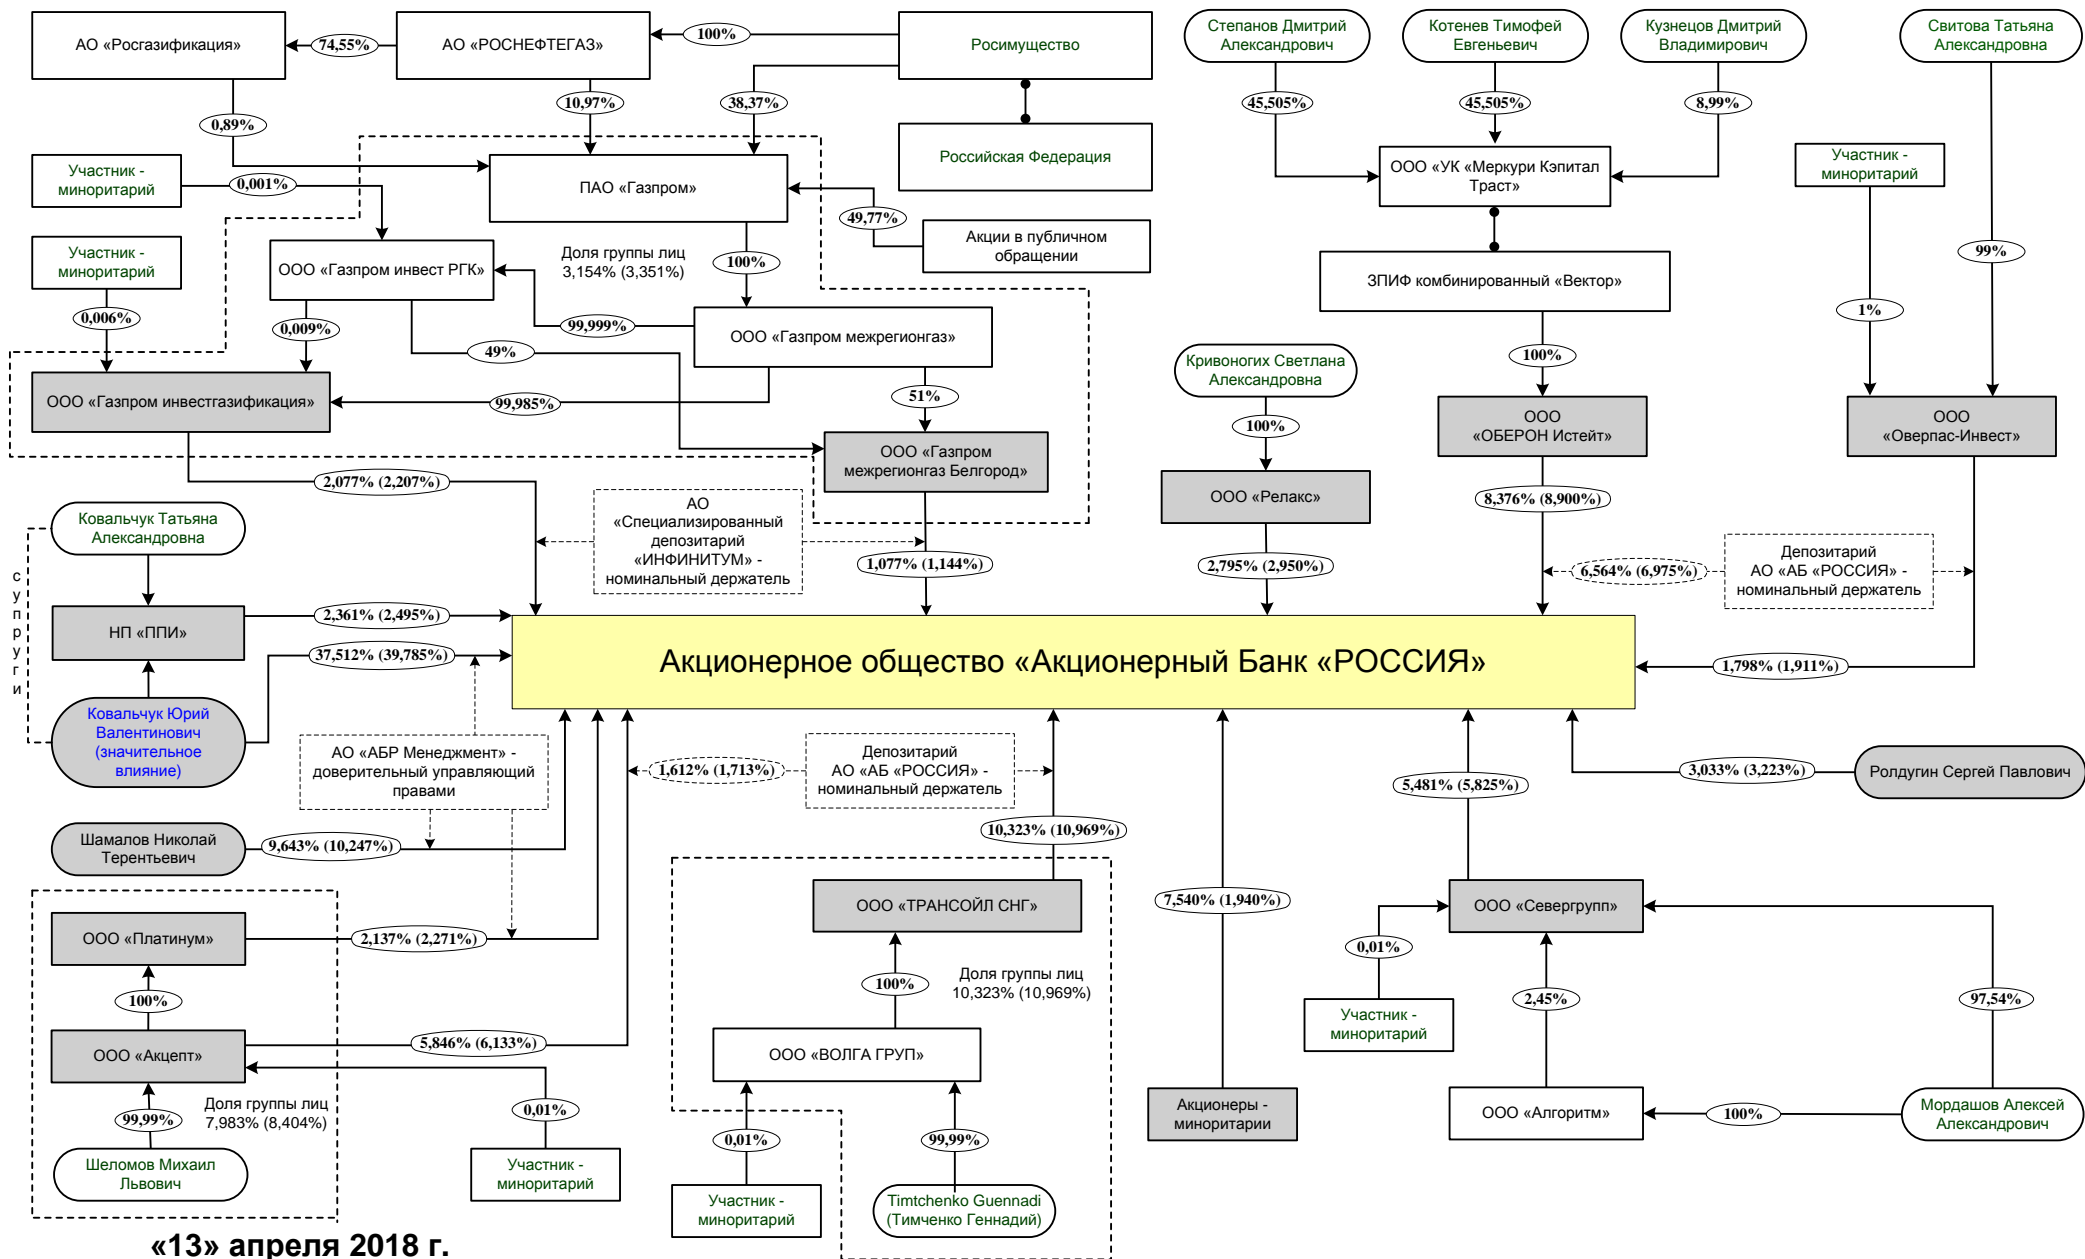 АО «Росгазификация»
74,55%
АО «РОСНЕФТЕГАЗ»
100%
Росимущество
Степанов Дмитрий
Александрович
Котенев Тимофей
Евгеньевич
Кузнецов Дмитрий
Владимирович
Свитова Татьяна
Александровна
0,89%
10,97%
38,37%
45,505%
45,505%
8,99%
Российская Федерация
Участник -
миноритарий
0,001%
ПАО «Газпром»
49,77%
Акции в публичном
обращении
ООО «УК «Меркури Кэпитал
Траст»
Участник -
миноритарий
99%
Участник -
миноритарий
ООО «Газпром инвест РГК»
Доля группы лиц
3,154% (3,351%)
100%
ЗПИФ комбинированный «Вектор»
0,006%
0,009%
99,999%
ООО «Газпром межрегионгаз»
1%
49%
100%
Кривоногих Светлана
Александровна
ООО «Газпром инвестгазификация»
99,985%
51%
100%
ООО
«ОБЕРОН Истейт»
ООО
«Оверпас-Инвест»
ООО «Газпром
межрегионгаз Белгород»
2,077% (2,207%)
АО
«Специализированный
депозитарий
«ИНФИНИТУМ» -
номинальный держатель
ООО «Релакс»
8,376% (8,900%)
Ковальчук Татьяна
Александровна
1,077% (1,144%)
2,795% (2,950%)
6,564% (6,975%)
Депозитарий
АО «АБ «РОССИЯ» -
номинальный держатель
с
у
п
р
у
г
и
НП «ППИ»
2,361% (2,495%)
37,512% (39,785%)
Акционерное общество «Акционерный Банк «РОССИЯ»
1,798% (1,911%)
Ковальчук Юрий
Валентинович
(значительное
влияние)
АО «АБР Менеджмент» -
доверительный управляющий
правами
1,612% (1,713%)
Депозитарий
АО «АБ «РОССИЯ» -
номинальный держатель
5,481% (5,825%)
3,033% (3,223%)
Ролдугин Сергей Павлович
Шамалов Николай
Терентьевич
9,643% (10,247%)
10,323% (10,969%)
ООО «Платинум»
2,137% (2,271%)
ООО «ТРАНСОЙЛ СНГ»
7,540% (1,940%)
ООО «Севергрупп»
0,01%
100%
100%
Доля группы лиц
10,323% (10,969%)
2,45%
97,54%
Участник -
миноритарий
ООО «Акцепт»
5,846% (6,133%)
ООО «ВОЛГА ГРУП»
99,99%
Доля группы лиц
7,983% (8,404%)
0,01%
Акционеры -
миноритарии
ООО «Алгоритм»
100%
Мордашов Алексей
Александрович
0,01%
99,99%
Шеломов Михаил
Львович
Участник -
миноритарий
Участник -
миноритарий
Timtchenko Guennadi
(Тимченко Геннадий)
«13» апреля 2018 г.